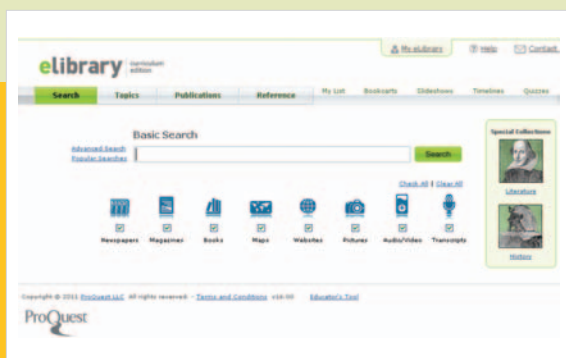 My eLibrary Help Contact
elibrary curriculum edition
Search Topics Publications Reference My List Bookcarts Slideshows Timelines Quizzes
Basic Search
Special Collections
Advanced Search
Popular Searches
Search
Check All | Clear All
Literature
Newspapers Magazines Books Maps Websites Pictures Audio/Video Transcripts
History
Copyright © 2011 ProQuest LLC All rights reserved. - Terms and Conditions Educator's Tool
ProQuest